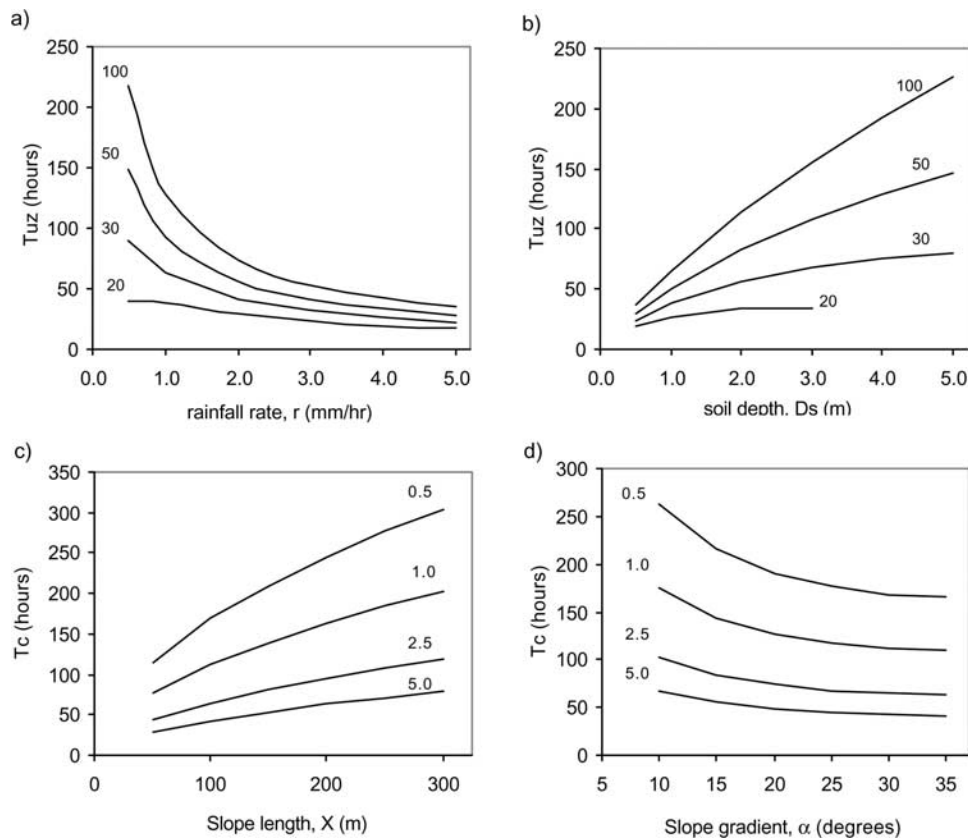 a)
250
200
150
100
50
0
Tuz (hours)
100
50
30
20
0.0 1.0 2.0 3.0 4.0 5.0
rainfall rate, r (mm/hr)
b)
250
200
150
100
50
0
Tuz (hours)
100
50
30
20
0.0 1.0 2.0 3.0 4.0 5.0
soil depth, Ds (m)
c)
350
300
250
200
150
100
50
0
Tc (hours)
0.5
1.0
2.5
5.0
0 100 200 300
Slope length, X (m)
d)
300
250
200
150
100
50
0
Tc (hours)
0.5
1.0
2.5
5.0
5 10 15 20 25 30 35
Slope gradient, α (degrees)